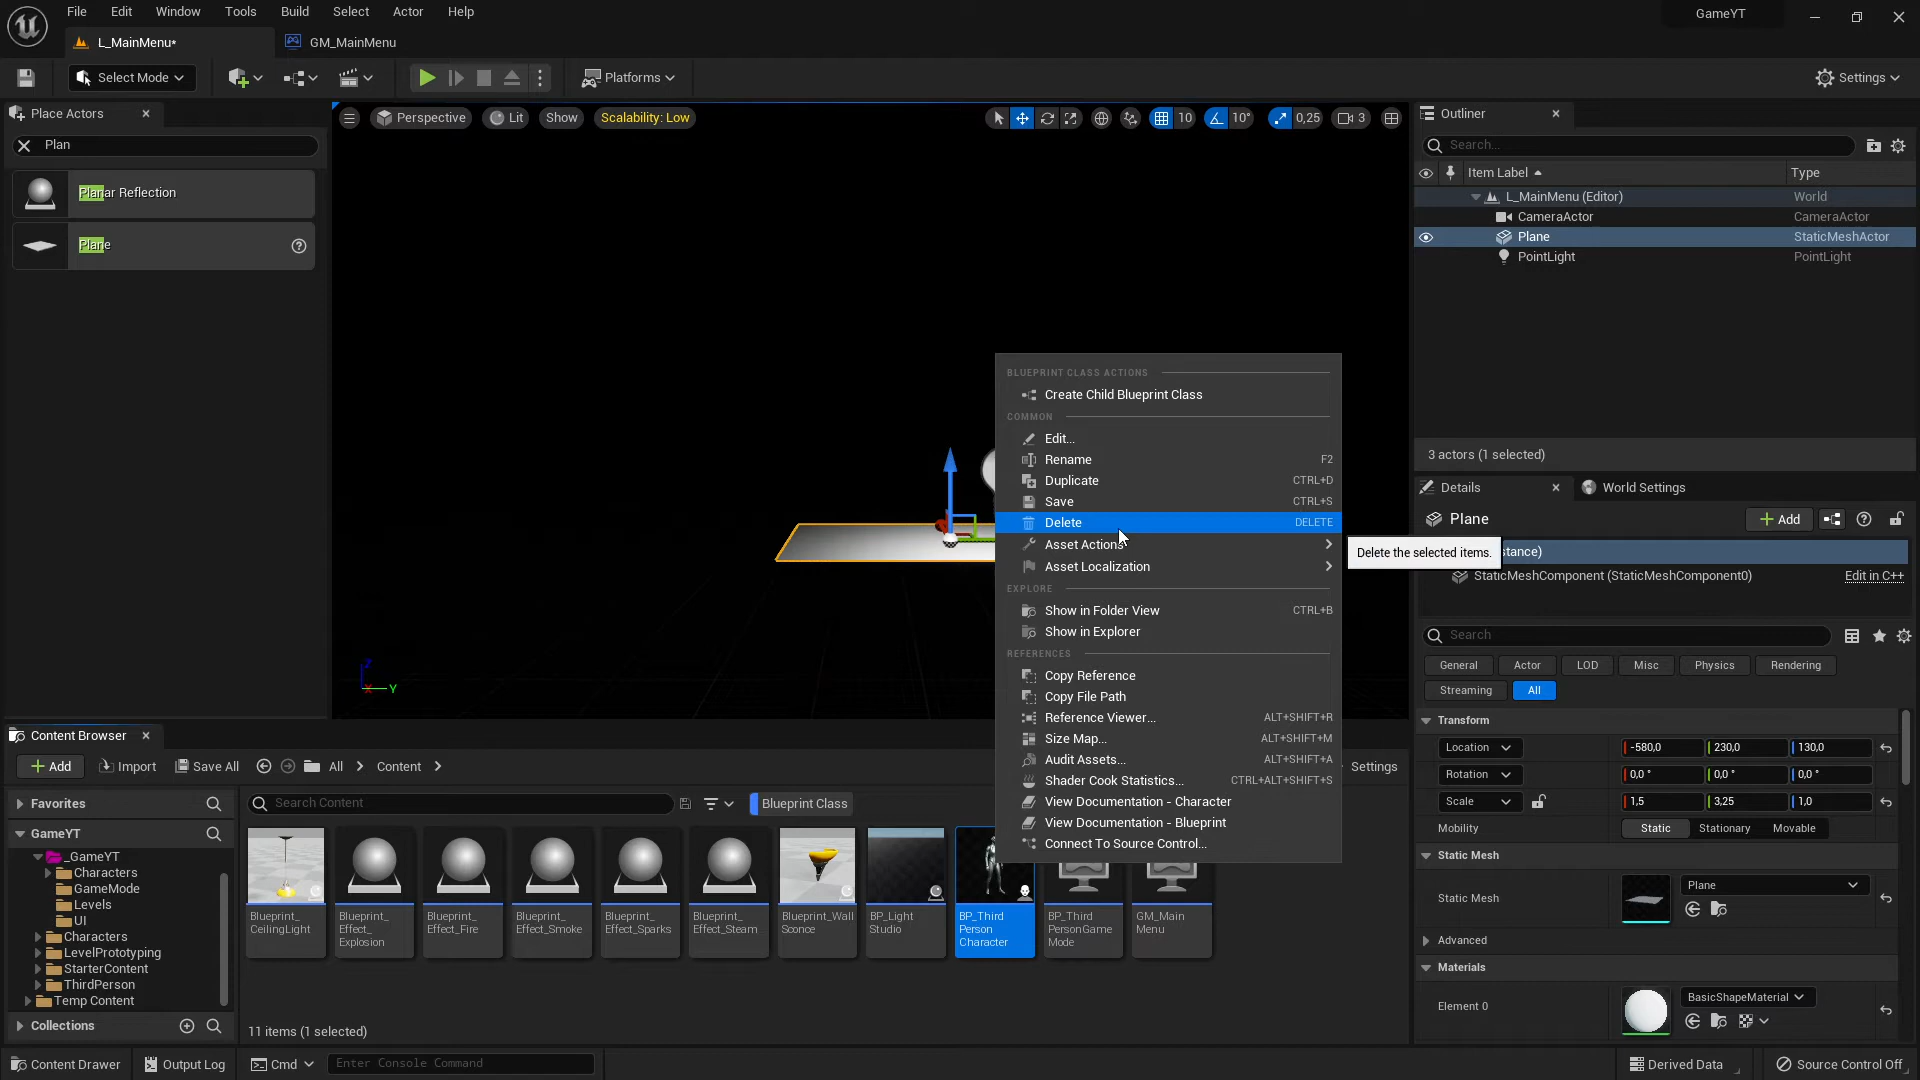 File Edit Window Tools Build Select Actor Help
GameYT
L_MainMenu*
GM_MainMenu
Select Mode
Platforms
Settings
Place Actors
Plan
Planar Reflection
Plane
Perspective
Lit
Show
Scalability: Low
10
10°
0,25
3
Outliner
Search...
Item Label
Type
L_MainMenu (Editor)
World
CameraActor
CameraActor
Plane
StaticMeshActor
PointLight
PointLight
3 actors (1 selected)
BLUEPRINT CLASS ACTIONS
Create Child Blueprint Class
COMMON
Edit...
Rename F2
Duplicate CTRL+D
Save CTRL+S
Delete DELETE
Asset Actions
Asset Localization
EXPLORE
Show in Folder View CTRL+B
Show in Explorer
REFERENCES
Copy Reference
Copy File Path
Reference Viewer... ALT+SHIFT+R
Size Map... ALT+SHIFT+M
Audit Assets... ALT+SHIFT+A
Shader Cook Statistics... CTRL+ALT+SHIFT+S
View Documentation - Character
View Documentation - Blueprint
Connect To Source Control...
Delete the selected items.
Details
World Settings
Plane
Add
stance)
StaticMeshComponent (StaticMeshComponent0)
Edit in C++
Search
General
Actor
LOD
Misc
Physics
Rendering
Streaming
All
Transform
Location
-580,0
230,0
130,0
Rotation
0,0 °
0,0 °
0,0 °
Scale
1,5
3,25
1,0
Mobility
Static
Stationary
Movable
Static Mesh
Static Mesh
Plane
Advanced
Materials
Element 0
BasicShapeMaterial
Z
X
Y
Content Browser
Add
Import
Save All
All
Content
Settings
Favorites
GameYT
_GameYT
Characters
GameMode
Levels
UI
Characters
LevelPrototyping
StarterContent
ThirdPerson
Temp Content
Collections
Search Content
Blueprint Class
Blueprint_
CeilingLight
Blueprint_
Effect_
Explosion
Blueprint_
Effect_Fire
Blueprint_
Effect_Smoke
Blueprint_
Effect_Sparks
Blueprint_
Effect_Steam
Blueprint_Wall
Sconce
BP_Light
Studio
BP_Third
Person
Character
BP_Third
PersonGame
Mode
GM_Main
Menu
11 items (1 selected)
Content Drawer
Output Log
Cmd
Enter Console Command
Derived Data
Source Control Off